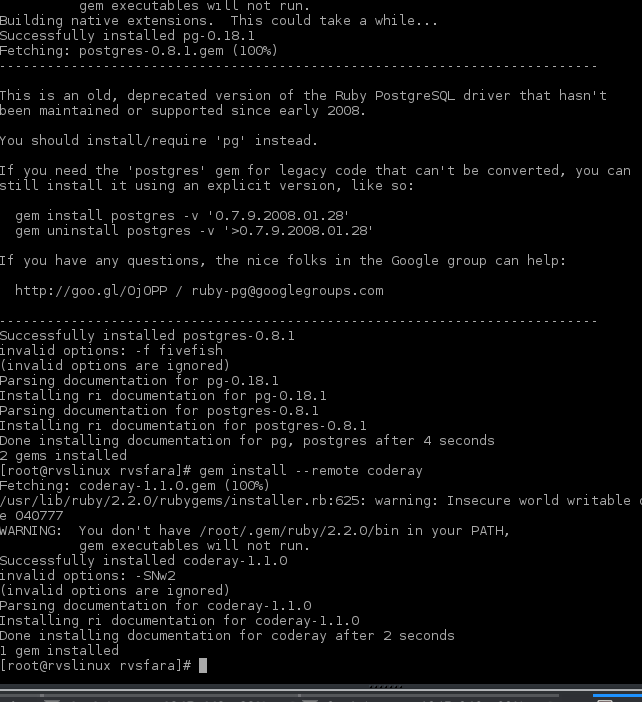 gem executables will not run.
Building native extensions.  This could take a while...
Successfully installed pg-0.18.1
Fetching: postgres-0.8.1.gem (100%)
---------------------------------------------------------------------------
This is an old, deprecated version of the Ruby PostgreSQL driver that hasn't
been maintained or supported since early 2008.
You should install/require 'pg' instead.
If you need the 'postgres' gem for legacy code that can't be converted, you can
still install it using an explicit version, like so:
gem install postgres -v '0.7.9.2008.01.28'
gem uninstall postgres -v '>0.7.9.2008.01.28'
If you have any questions, the nice folks in the Google group can help:
http://goo.gl/OjOPP / ruby-pg@googlegroups.com
---------------------------------------------------------------------------
Successfully installed postgres-0.8.1
invalid options: -f fivefish
(invalid options are ignored)
Parsing documentation for pg-0.18.1
Installing ri documentation for pg-0.18.1
Parsing documentation for postgres-0.8.1
Installing ri documentation for postgres-0.8.1
Done installing documentation for pg, postgres after 4 seconds
2 gems installed
[root@rvslinux rvsfara]# gem install --remote coderay
Fetching: coderay-1.1.0.gem (100%)
/usr/lib/ruby/2.2.0/rubygems/installer.rb:625: warning: Insecure world writable
e 040777
WARNING:  You don't have /root/.gem/ruby/2.2.0/bin in your PATH,
gem executables will not run.
Successfully installed coderay-1.1.0
invalid options: -SNw2
(invalid options are ignored)
Parsing documentation for coderay-1.1.0
Installing ri documentation for coderay-1.1.0
Done installing documentation for coderay after 2 seconds
1 gem installed
[root@rvslinux rvsfara]#